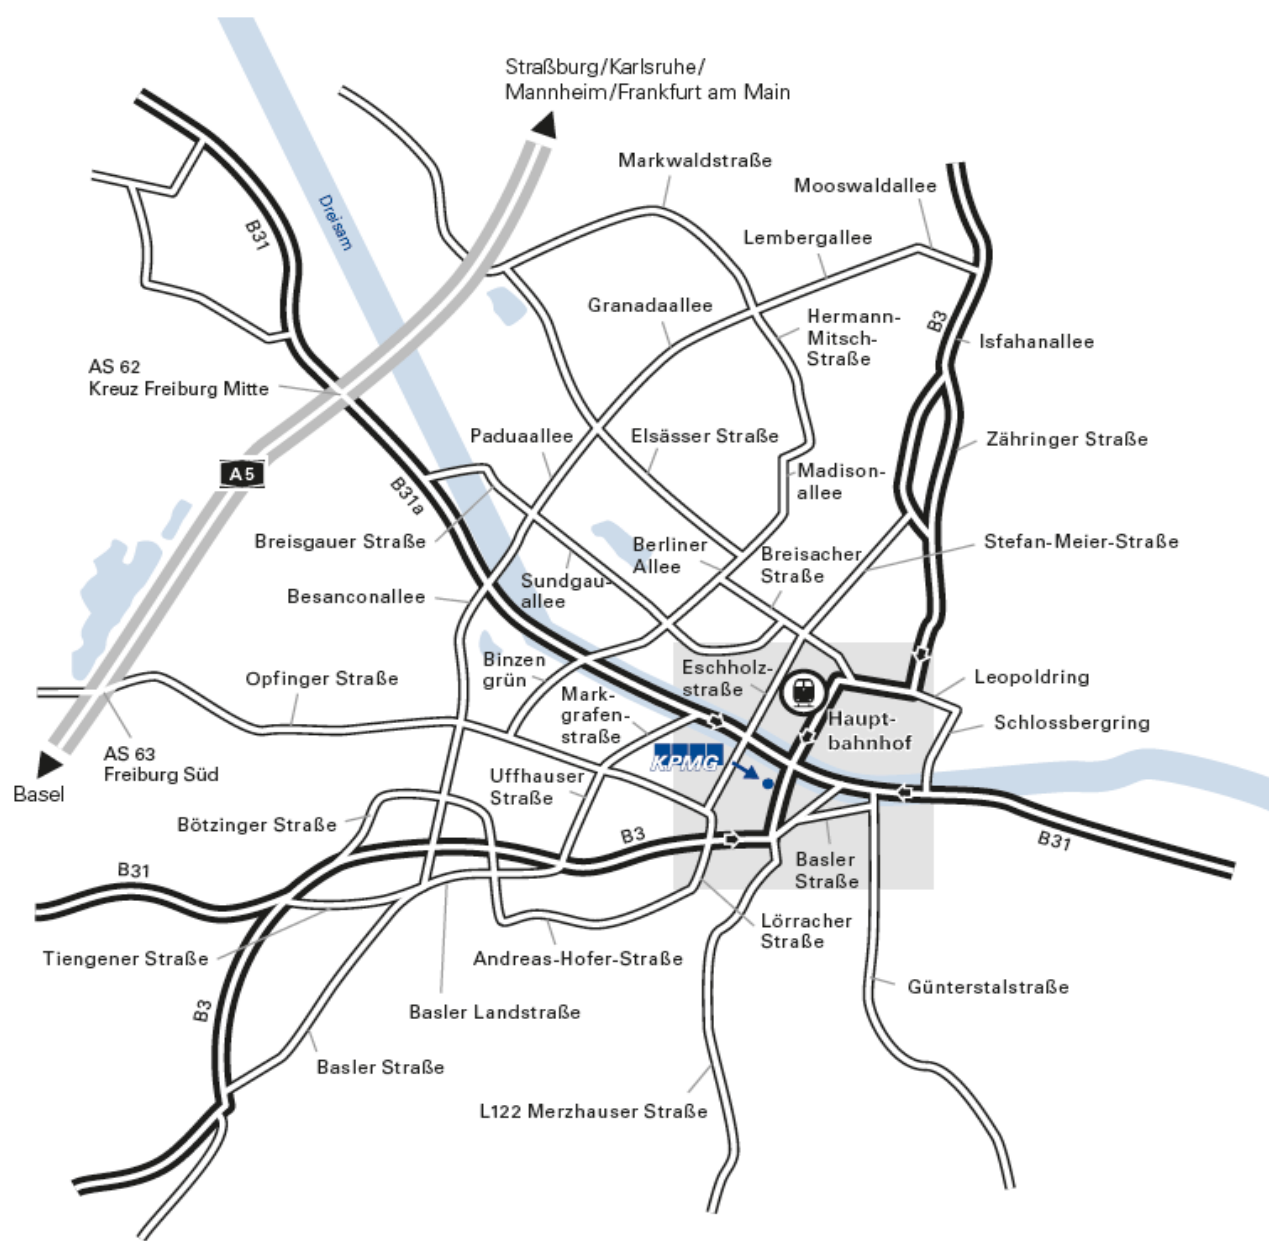 Straßburg/Karlsruhe/
Mannheim/Frankfurt am Main
Markwaldstraße
Mooswaldallee
Dreisam
B31
Lembergallee
Granadaallee
Hermann-
Mitsch-
Straße
B3
Isfahanallee
AS 62
Kreuz Freiburg Mitte
Paduaallee
Elsässer Straße
Zähringer Straße
A5
B31a
Madison-
allee
Breisgauer Straße
Berliner
Allee
Breisacher
Straße
Stefan-Meier-Straße
Besanconallee
Sundgau-
allee
Opfinger Straße
Binzen
grün
Eschholz-
straße
Leopoldring
Mark-
grafen-
straße
Haupt-
bahnhof
Schlossbergring
AS 63
Freiburg Süd
KPMG
Basel
Uffhauser
Straße
Bötzinger Straße
B3
B31
B31
Basler
Straße
Lörracher
Straße
Tiengener Straße
Andreas-Hofer-Straße
Günterstalstraße
B3
Basler Landstraße
Basler Straße
L122 Merzhauser Straße